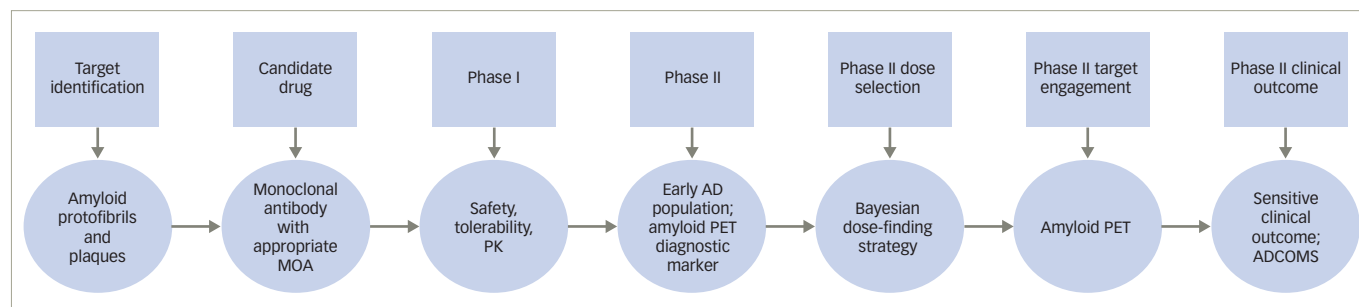 Target
identification
Candidate
drug
Phase I
Phase II
Phase II dose
selection
Phase II target
engagement
Phase II clinical
outcome
Amyloid
protofibrils
and
plaques
Monoclonal
antibody
with
appropriate
MOA
Safety,
tolerability,
PK
Early AD
population;
amyloid PET
diagnostic
marker
Bayesian
dose-finding
strategy
Amyloid PET
Sensitive
clinical
outcome;
ADCOMS